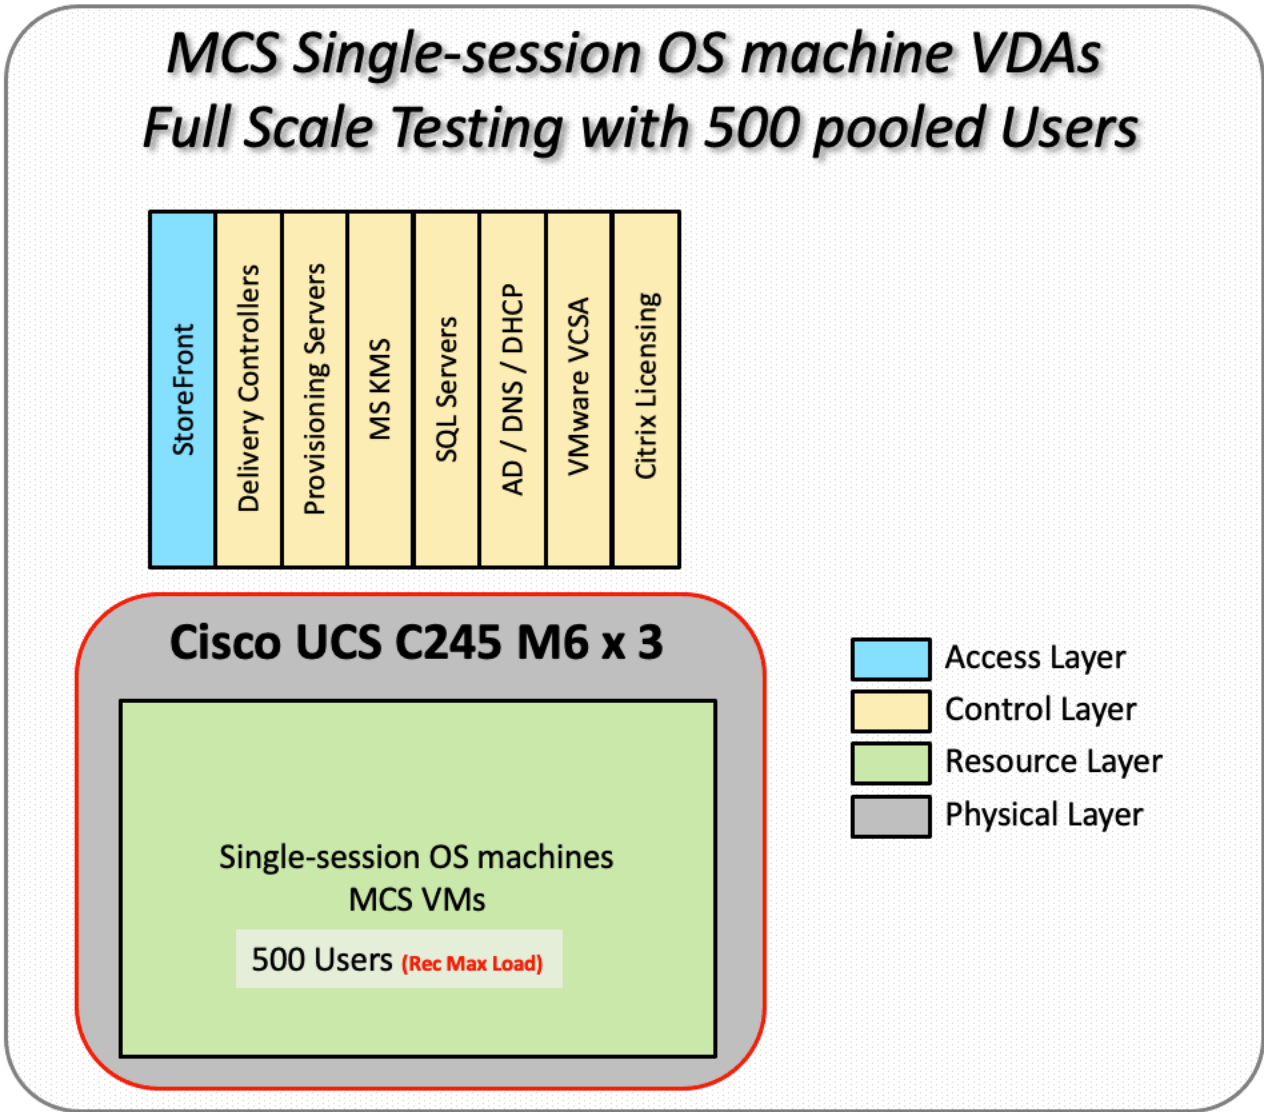 MCS Single-session OS machine VDAs
Full Scale Testing with 500 pooled Users
StoreFront
Delivery Controllers
Provisioning Servers
MS KMS
SQL Servers
AD / DNS / DHCP
VMware VCSA
Citrix Licensing
Cisco UCS C245 M6 x 3
Single-session OS machines
MCS VMs
500 Users (Rec Max Load)
Access Layer
Control Layer
Resource Layer
Physical Layer